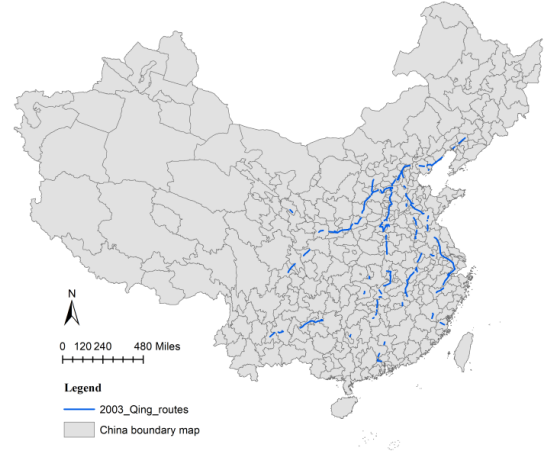 N
0 120 240 480 Miles
Legend
2003_Qing_routes
China boundary map